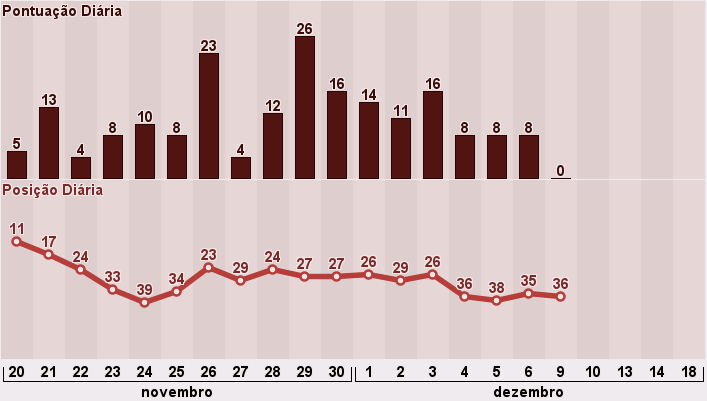 Pontuação Diária
5 13 4 8 10 8 23 4 12 26 16 14 11 16 8 8 8 0
Posição Diária
11 17 24 33 39 34 23 29 24 27 27 26 29 26 36 38 35 36
20 21 22 23 24 25 26 27 28 29 30 1 2 3 4 5 6 9 10 13 14 18
novembro dezembro